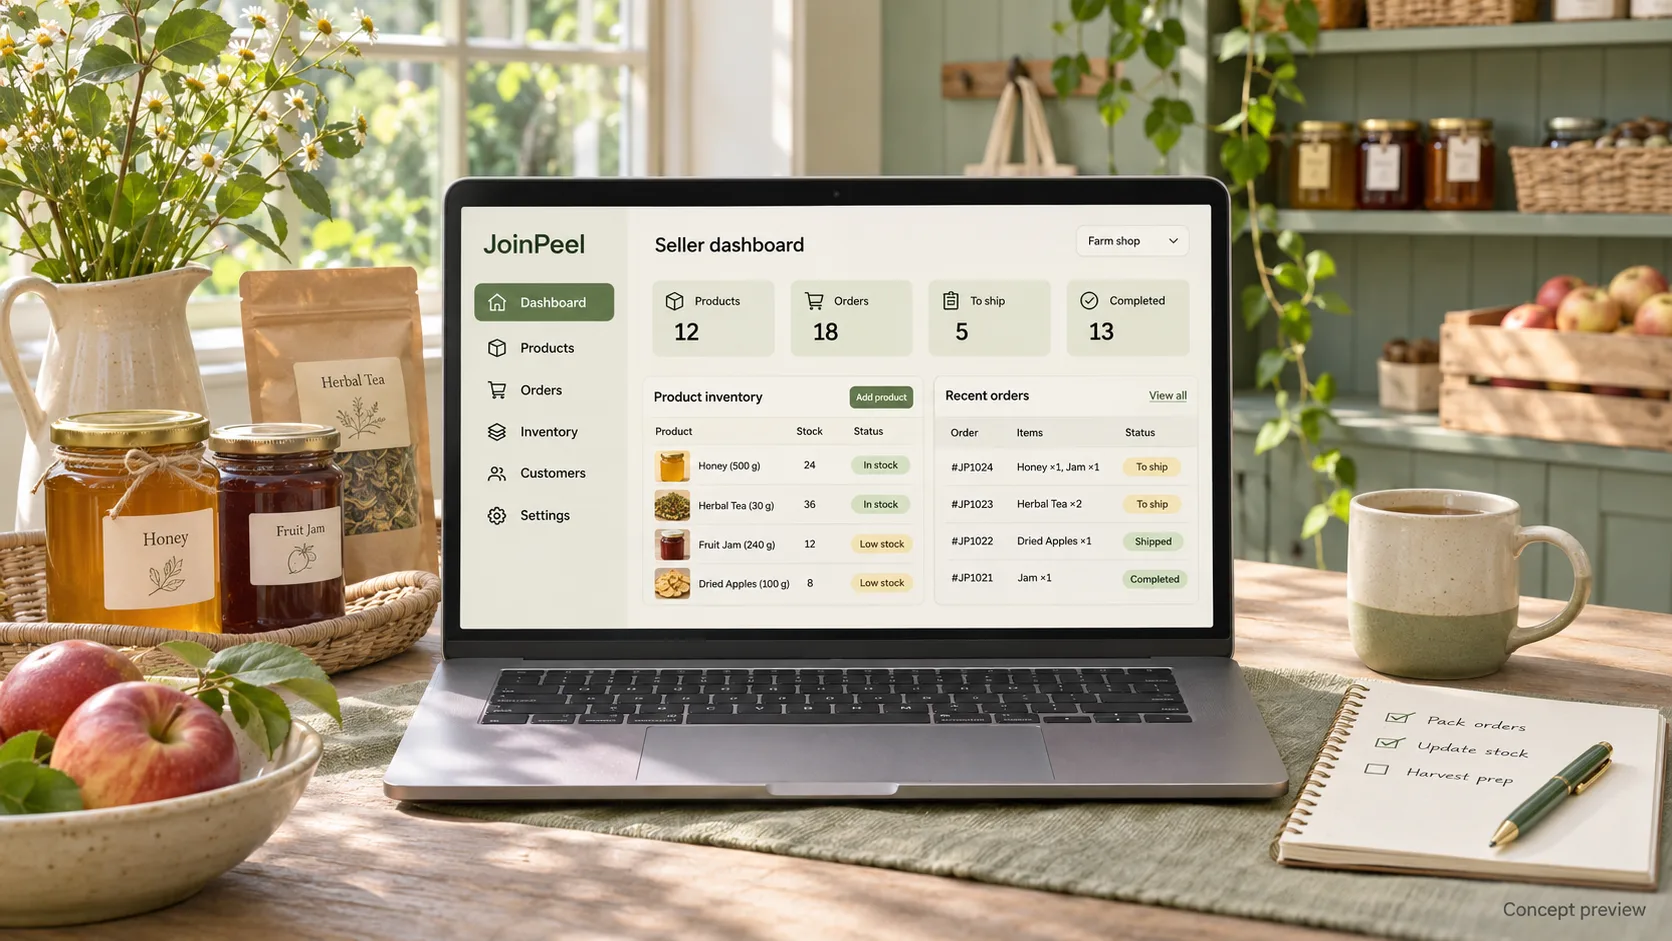 JoinPeel
Dashboard
Products
Orders
Inventory
Customers
Settings
Seller dashboard
Farm shop
Products
12
Orders
18
To ship
5
Completed
13
Product inventory
Add product
Product Stock Status
Honey (500 g) 24 In stock
Herbal Tea (30 g) 36 In stock
Fruit Jam (240 g) 12 Low stock
Dried Apples (100 g) 8 Low stock
Recent orders
View all
Order Items Status
#JP1024 Honey ×1, Jam ×1 To ship
#JP1023 Herbal Tea ×2 To ship
#JP1022 Dried Apples ×1 Shipped
#JP1021 Jam ×1 Completed
Herbal Tea
Honey
Fruit Jam
Pack orders
Update stock
Harvest prep
Concept preview